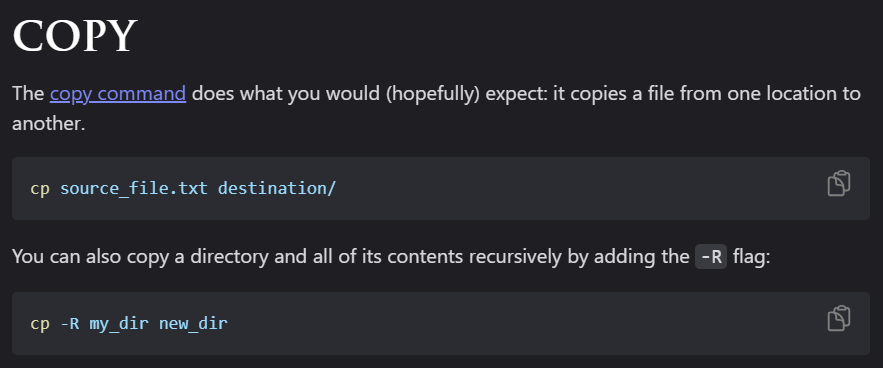 COPY
The copy command does what you would (hopefully) expect: it copies a file from one location to
another.
cp source_file.txt destination/
You can also copy a directory and all of its contents recursively by adding the -R flag:
cp -R my_dir new_dir